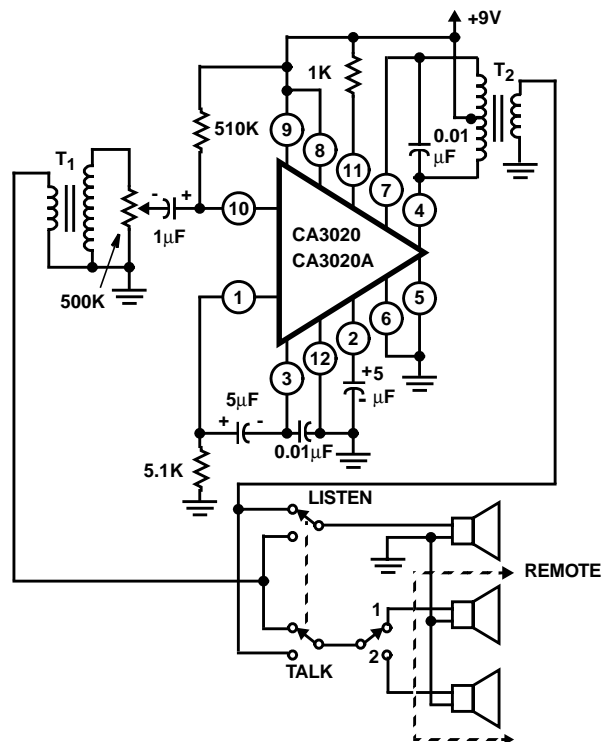 +9V
1K
T2
510K
9
8
11
7
0.01
μF
4
T1
- +
10
1μF
CA3020
CA3020A
500K
1
6
5
3
12
2
+5
- μF
5μF
+ -
0.01μF
5.1K
LISTEN
REMOTE
1
2
TALK